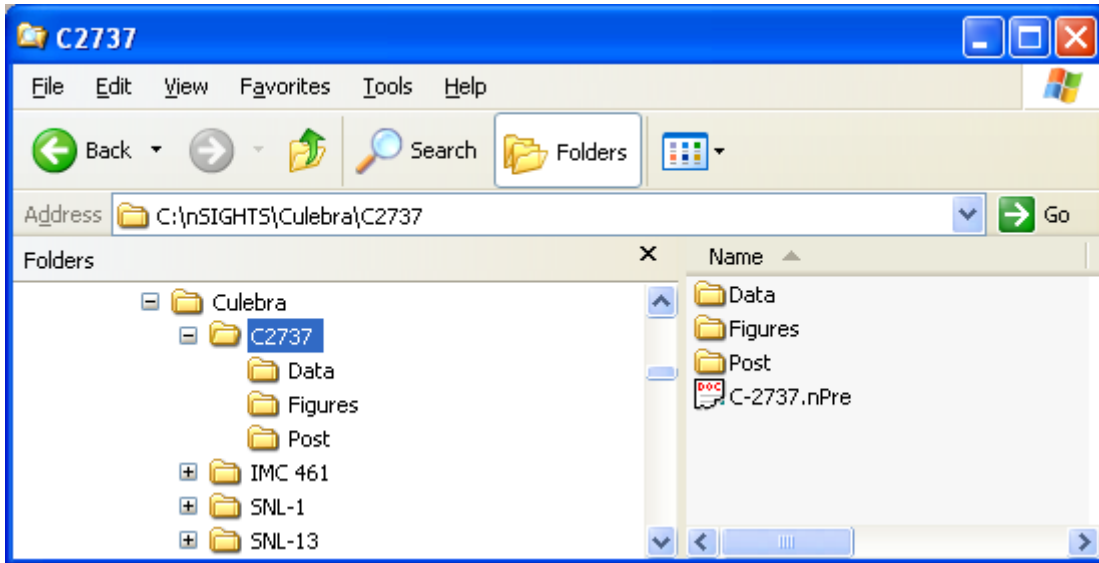 C2737
File Edit View Favorites Tools Help
Back Search Folders
Address C:\nSIGHTS\Culebra\C2737 Go
Folders
Name
Culebra
C2737
Data
Figures
Post
IMC 461
SNL-1
SNL-13
Data
Figures
Post
DOC C-2737.nPre